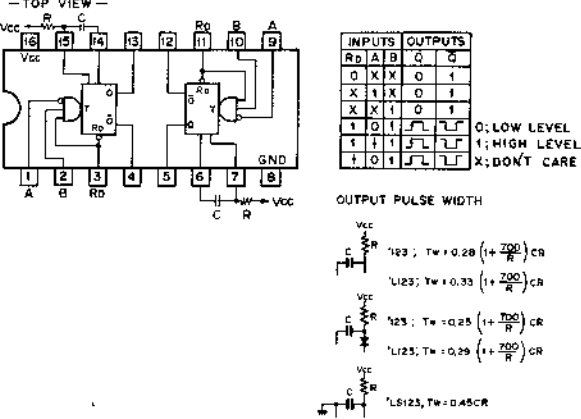 — TOP VIEW —
Vcc R C RD B A
16 15 14 13 12 11 10 9
Vcc
Q RD
T Q̄ T
RD Q̄ Q
GND
1 2 3 4 5 6 7 8
A B RD C R Vcc
INPUTS OUTPUTS
RD A B Q Q̄
0 X X 0 1
X 1 X 0 1
X X 0 0 1
1 0 ↑
1 ↓ 1
↑ 0 1
0; LOW LEVEL
1; HIGH LEVEL
X; DON'T CARE
OUTPUT PULSE WIDTH
Vcc
C R '123 ; Tw = 0.28 (1 + 700/R) CR
'L123; Tw = 0.33 (1 + 700/R) CR
Vcc
C R '123 ; Tw = 0.25 (1 + 700/R) CR
'L123; Tw = 0.29 (1 + 700/R) CR
Vcc
C R 'LS123, Tw = 0.45CR